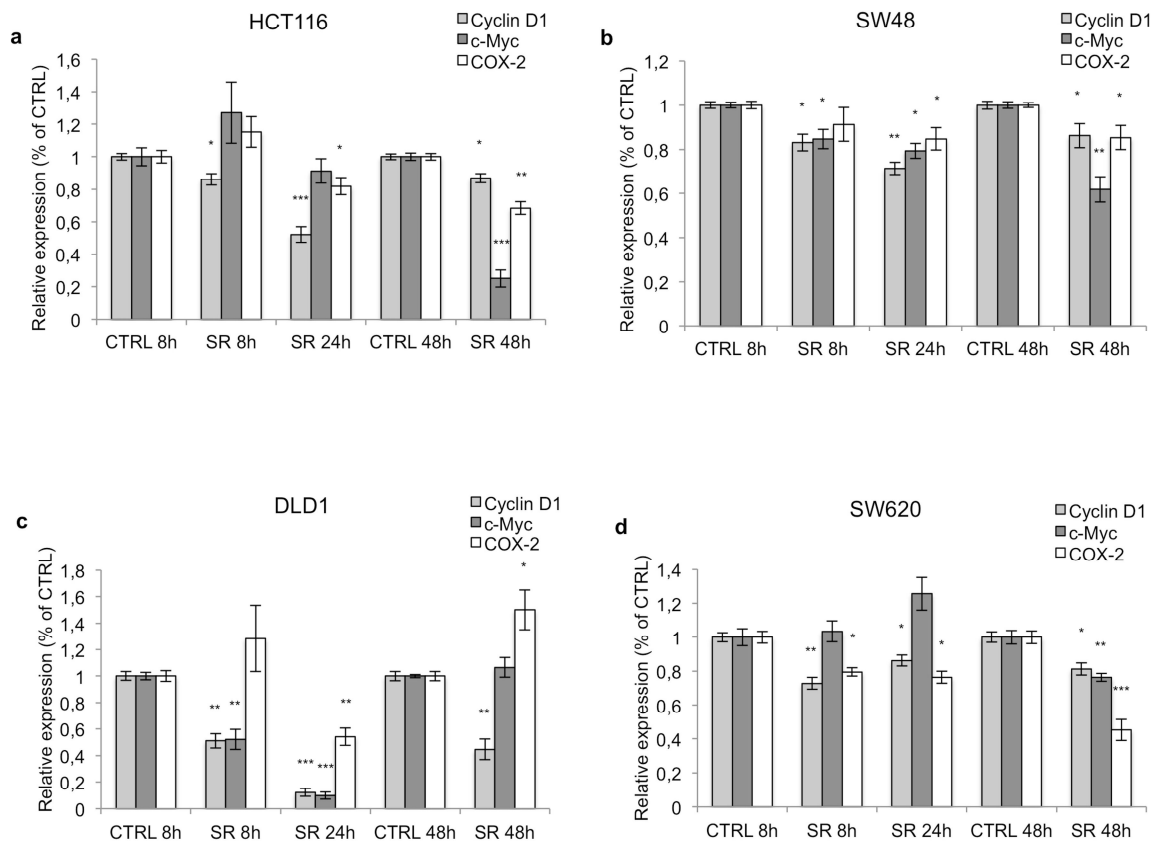 a
HCT116
Cyclin D1
c-Myc
COX-2
Relative expression (% of CTRL)
1,6
1,4
1,2
1
0,8
0,6
0,4
0,2
0
*
***
*
*
***
**
CTRL 8h SR 8h SR 24h CTRL 48h SR 48h
b
SW48
Cyclin D1
c-Myc
COX-2
Relative expression (% of CTRL)
1,2
1
0,8
0,6
0,4
0,2
0
* *
** * *
* ** *
CTRL 8h SR 8h SR 24h CTRL 48h SR 48h
c
DLD1
Cyclin D1
c-Myc
COX-2
Relative expression (% of CTRL)
1,8
1,6
1,4
1,2
1
0,8
0,6
0,4
0,2
0
** **
*** *** **
** *
CTRL 8h SR 8h SR 24h CTRL 48h SR 48h
d
SW620
Cyclin D1
c-Myc
COX-2
Relative expression (% of CTRL)
1,4
1,2
1
0,8
0,6
0,4
0,2
0
** *
* *
* ** ***
CTRL 8h SR 8h SR 24h CTRL 48h SR 48h